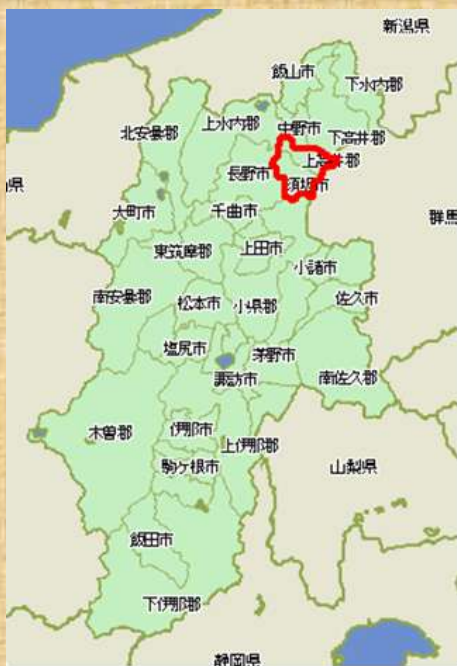 新潟県
飯山市
下水内郡
上水内郡
中野市
北安曇郡
下高井郡
上高井郡
長野市
須坂市
大町市
千曲市
群馬
東筑摩郡
上田市
小諸市
南安曇郡
松本市
小県郡
佐久市
塩尻市
茅野市
諏訪市
南佐久郡
木曽郡
伊那市
上伊那郡
駒ヶ根市
山梨県
飯田市
下伊那郡
静岡県